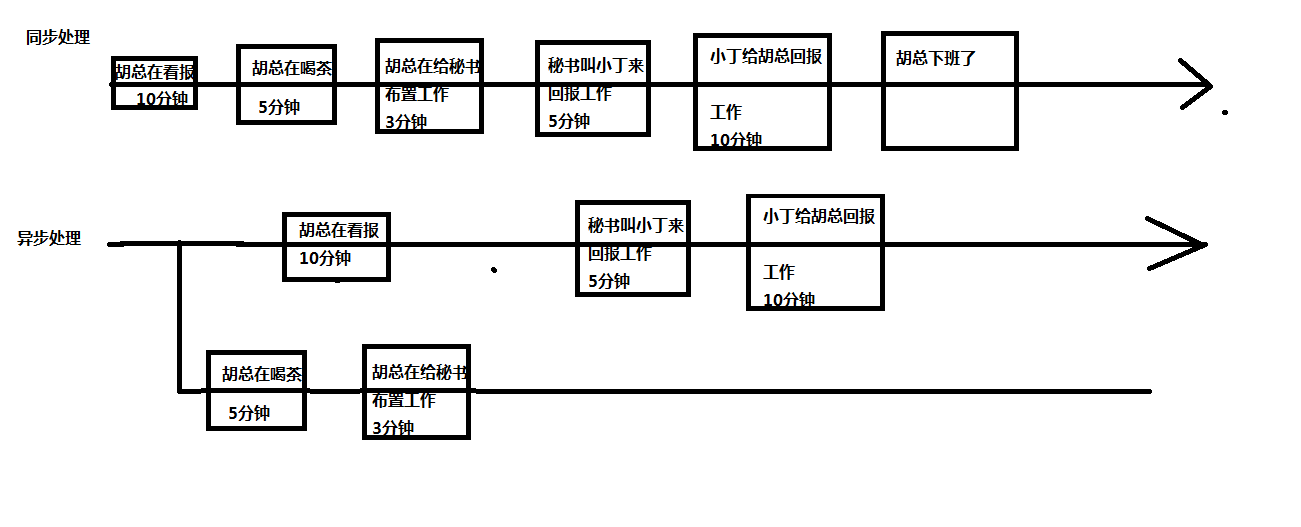 同步处理
胡总在看报
10分钟
胡总在喝茶
5分钟
胡总在给秘书
布置工作
3分钟
秘书叫小丁来
回报工作
5分钟
小丁给胡总回报
工作
10分钟
胡总下班了
异步处理
胡总在看报
10分钟
秘书叫小丁来
回报工作
5分钟
小丁给胡总回报
工作
10分钟
胡总在喝茶
5分钟
胡总在给秘书
布置工作
3分钟